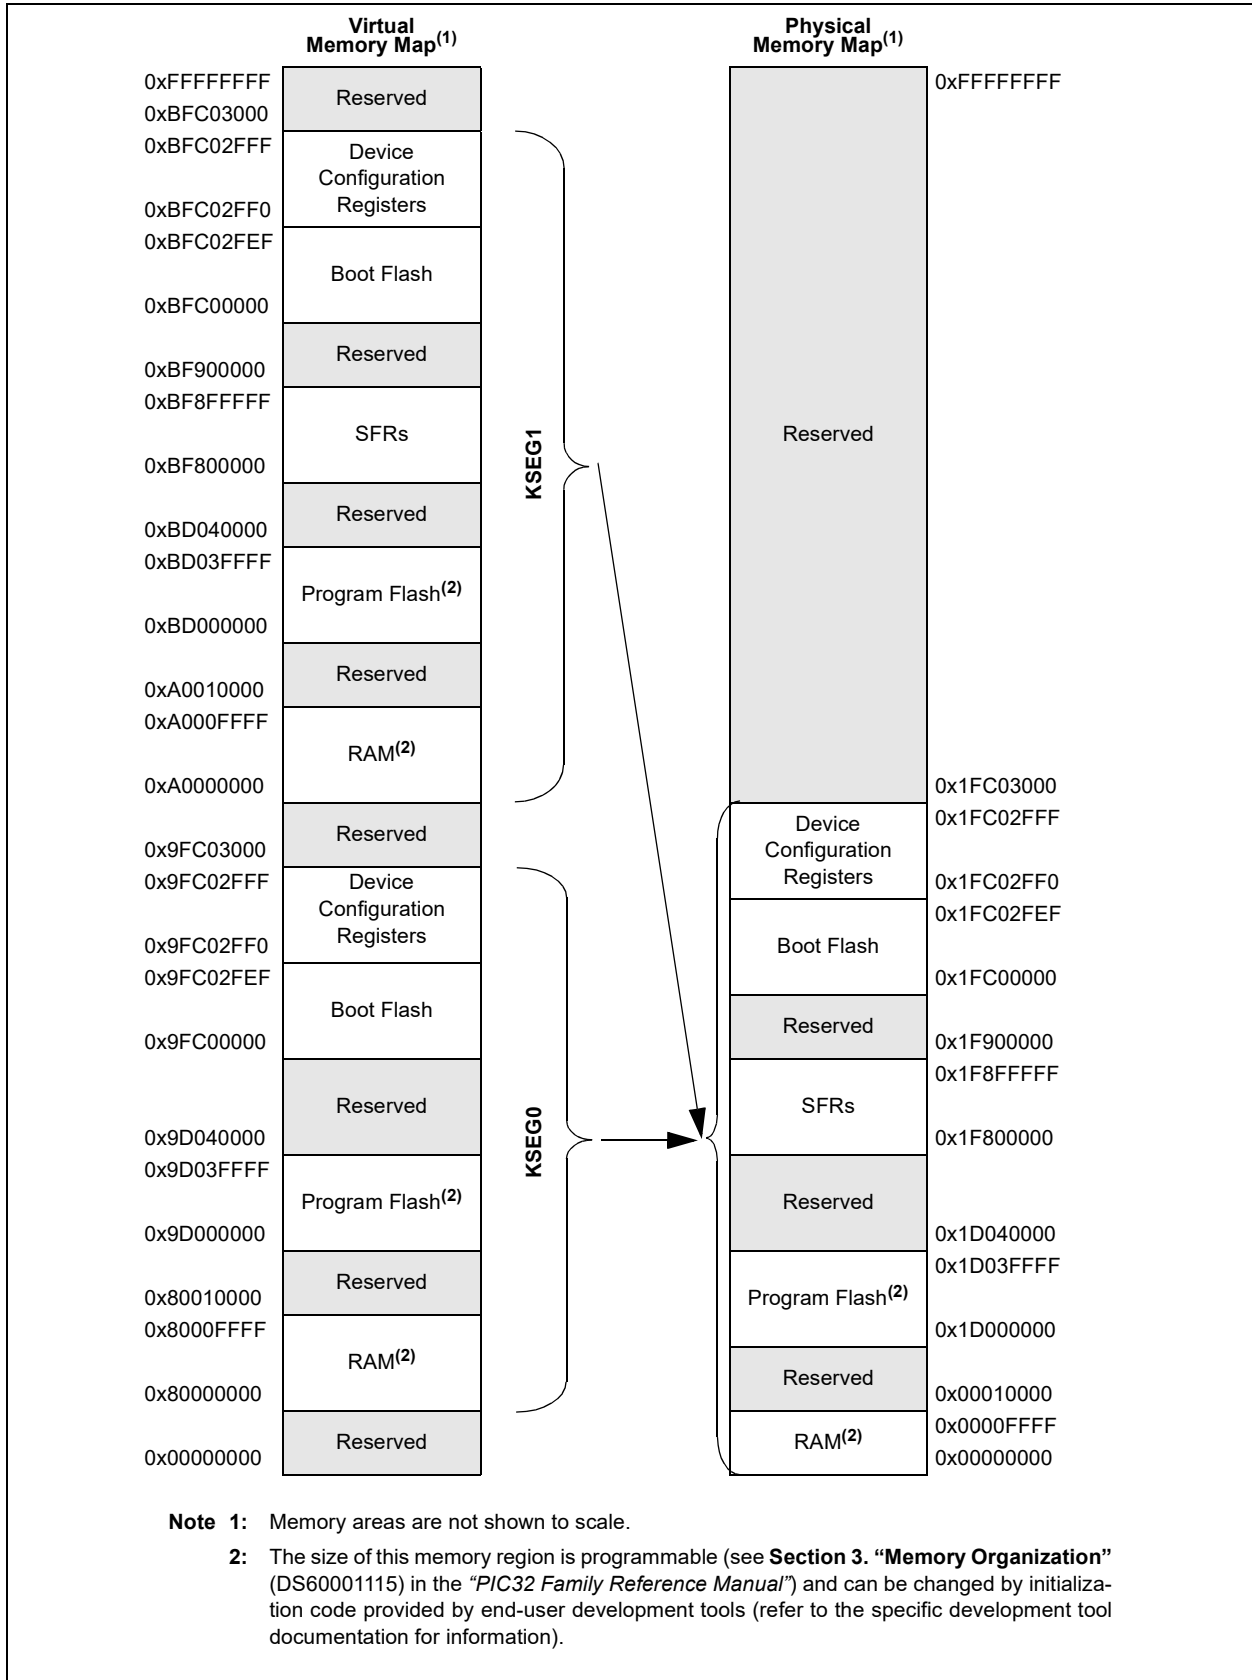 Virtual
Memory Map(1)
Physical
Memory Map(1)
0xFFFFFFFF
Reserved
0xBFC03000
0xBFC02FFF
Device
Configuration
Registers
0xBFC02FF0
0xBFC02FEF
Boot Flash
0xBFC00000
Reserved
0xBF900000
0xBF8FFFFF
SFRs
0xBF800000
Reserved
0xBD040000
0xBD03FFFF
Program Flash(2)
0xBD000000
Reserved
0xA0010000
0xA000FFFF
RAM(2)
0xA0000000
Reserved
0x9FC03000
0x9FC02FFF
Device
Configuration
Registers
0x9FC02FF0
0x9FC02FEF
Boot Flash
0x9FC00000
Reserved
0x9D040000
0x9D03FFFF
Program Flash(2)
0x9D000000
Reserved
0x80010000
0x8000FFFF
RAM(2)
0x80000000
Reserved
0x00000000
KSEG1
KSEG0
0xFFFFFFFF
Reserved
0x1FC03000
0x1FC02FFF
Device
Configuration
Registers
0x1FC02FF0
0x1FC02FEF
Boot Flash
0x1FC00000
Reserved
0x1F900000
0x1F8FFFFF
SFRs
0x1F800000
Reserved
0x1D040000
0x1D03FFFF
Program Flash(2)
0x1D000000
Reserved
0x00010000
0x0000FFFF
RAM(2)
0x00000000
Note 1: Memory areas are not shown to scale.
2: The size of this memory region is programmable (see Section 3. “Memory Organization”
(DS60001115) in the “PIC32 Family Reference Manual”) and can be changed by initializa-
tion code provided by end-user development tools (refer to the specific development tool
documentation for information).